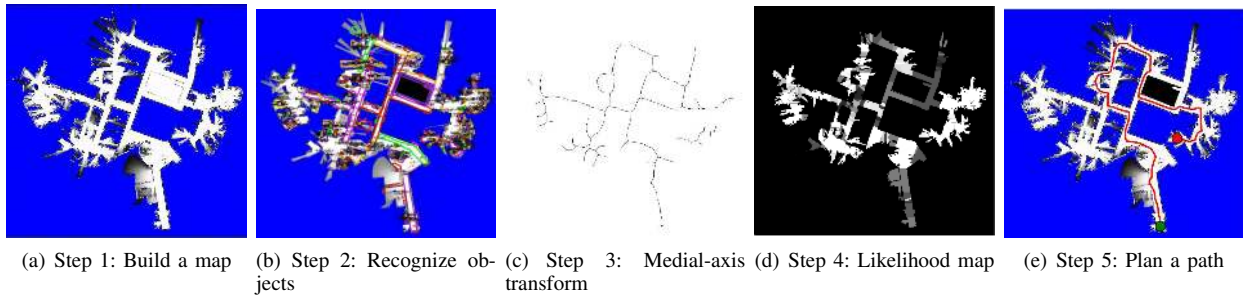 (a) Step 1: Build a map
(b) Step 2: Recognize ob-
jects
(c) Step 3: Medial-axis
transform
(d) Step 4: Likelihood map
(e) Step 5: Plan a path